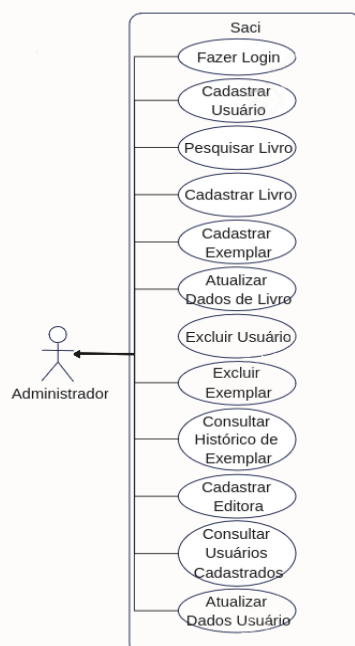 Saci
Fazer Login
Cadastrar
Usuário
Pesquisar Livro
Cadastrar Livro
Cadastrar
Exemplar
Atualizar
Dados de Livro
Excluir Usuário
Excluir
Exemplar
Administrador
Consultar
Histórico de
Exemplar
Cadastrar
Editora
Consultar
Usuários
Cadastrados
Atualizar
Dados Usuário